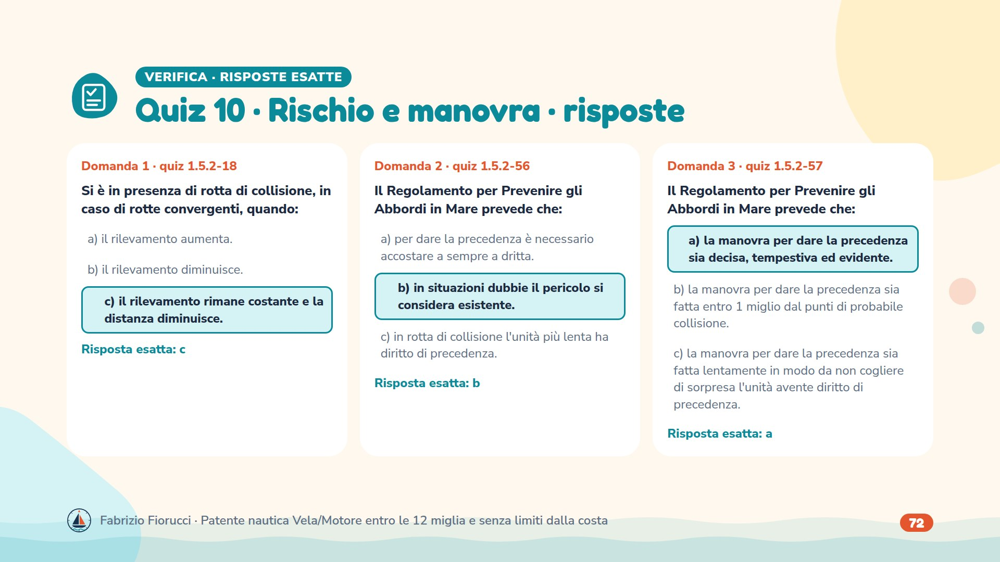 VERIFICA · RISPOSTE ESATTE
Quiz 10 · Rischio e manovra · risposte
Domanda 1 · quiz 1.5.2-18
Si è in presenza di rotta di collisione, in
caso di rotte convergenti, quando:
a) il rilevamento aumenta.
b) il rilevamento diminuisce.
c) il rilevamento rimane costante e la
distanza diminuisce.
Risposta esatta: c
Domanda 2 · quiz 1.5.2-56
Il Regolamento per Prevenire gli
Abbordi in Mare prevede che:
a) per dare la precedenza è necessario
accostare a sempre a dritta.
b) in situazioni dubbie il pericolo si
considera esistente.
c) in rotta di collisione l'unità più lenta ha
diritto di precedenza.
Risposta esatta: b
Domanda 3 · quiz 1.5.2-57
Il Regolamento per Prevenire gli
Abbordi in Mare prevede che:
a) la manovra per dare la precedenza
sia decisa, tempestiva ed evidente.
b) la manovra per dare la precedenza sia
fatta entro 1 miglio dal punti di probabile
collisione.
c) la manovra per dare la precedenza sia
fatta lentamente in modo da non cogliere
di sorpresa l'unità avente diritto di
precedenza.
Risposta esatta: a
Fabrizio Fiorucci · Patente nautica Vela/Motore entro le 12 miglia e senza limiti dalla costa
72